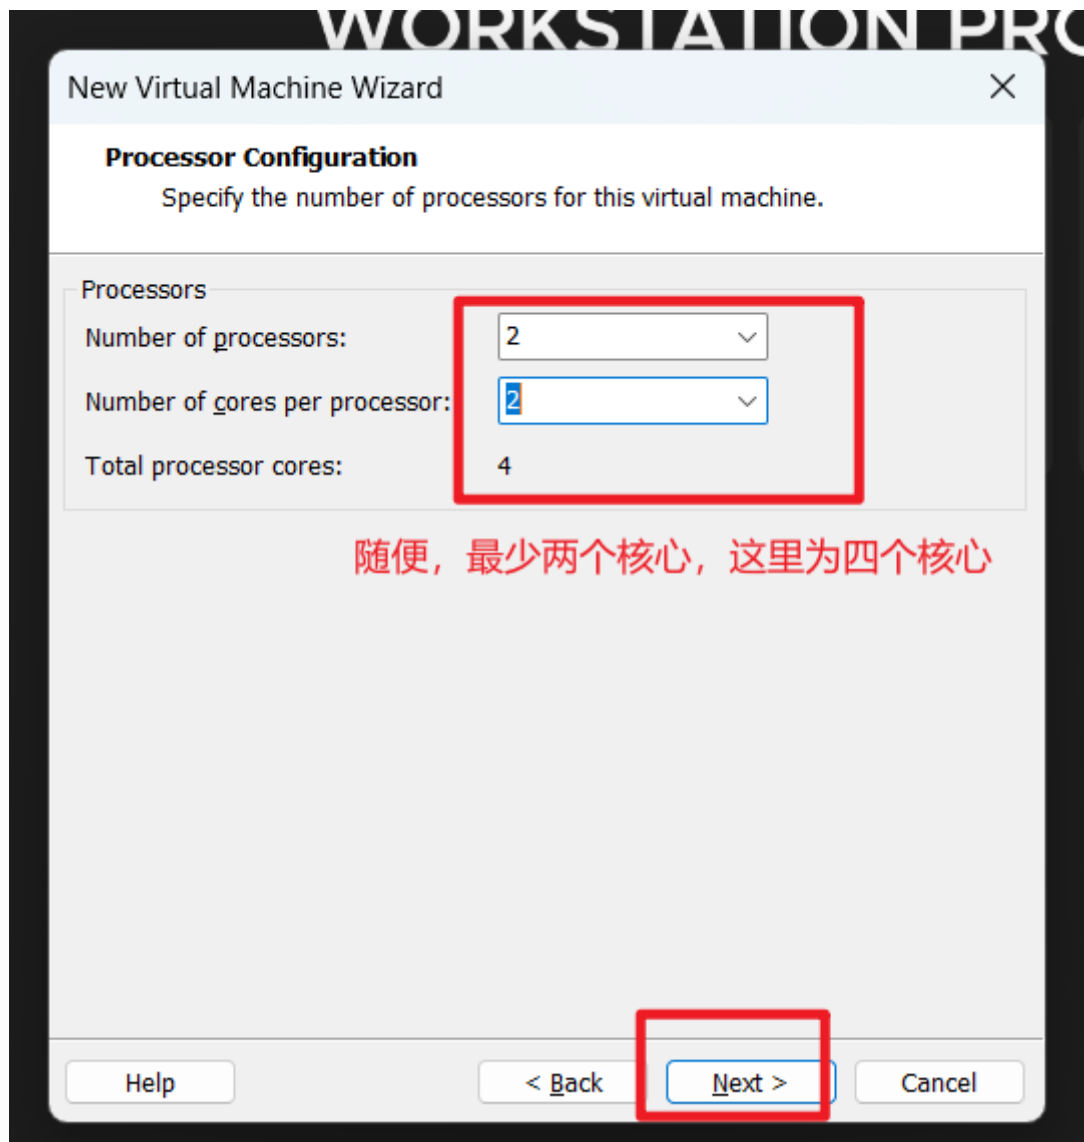 WORKSTATION PRO
New Virtual Machine Wizard
Processor Configuration
Specify the number of processors for this virtual machine.
Processors
Number of processors: 2
Number of cores per processor: 2
Total processor cores: 4
随便，最少两个核心，这里为四个核心
Help < Back Next > Cancel